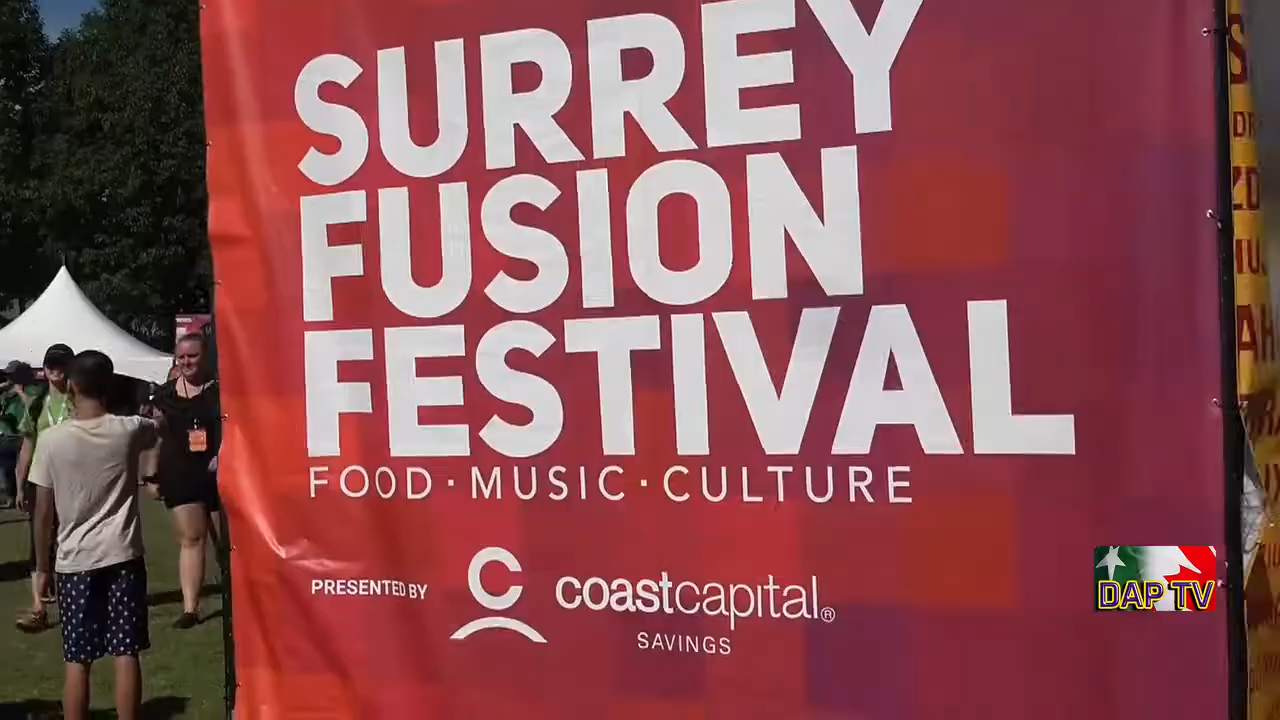 SURREY
FUSION
FESTIVAL
FOOD · MUSIC · CULTURE
PRESENTED BY
coastcapital®
SAVINGS
DAP TV